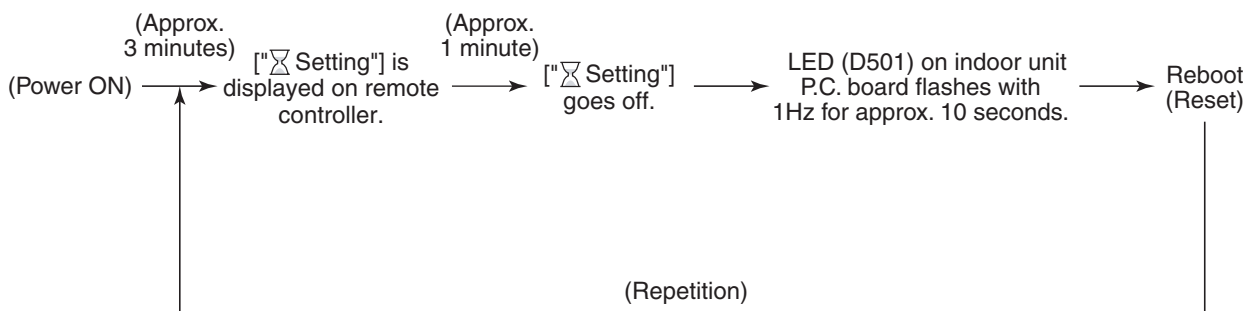 (Power ON)
(Approx.
3 minutes)
["⌛ Setting"] is
displayed on remote
controller.
(Approx.
1 minute)
["⌛ Setting"]
goes off.
LED (D501) on indoor unit
P.C. board flashes with
1Hz for approx. 10 seconds.
Reboot
(Reset)
(Repetition)